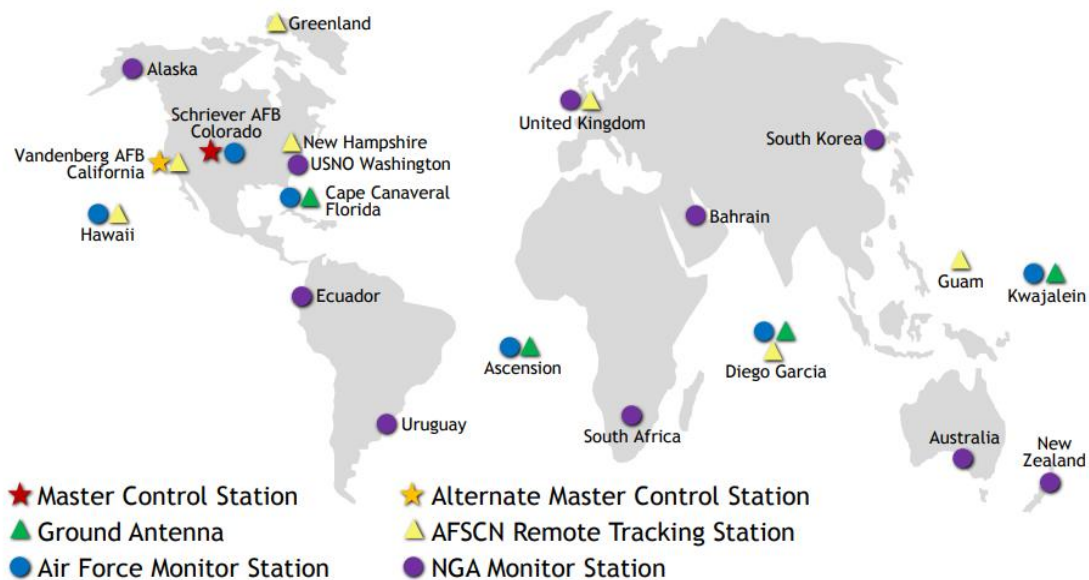 Greenland
Alaska
Schriever AFB
Colorado
New Hampshire
USNO Washington
Vandenberg AFB
California
Cape Canaveral
Florida
Hawaii
United Kingdom
South Korea
Bahrain
Guam
Kwajalein
Ecuador
Ascension
Diego Garcia
Uruguay
South Africa
Australia
New
Zealand
Master Control Station
Alternate Master Control Station
Ground Antenna
AFSCN Remote Tracking Station
Air Force Monitor Station
NGA Monitor Station